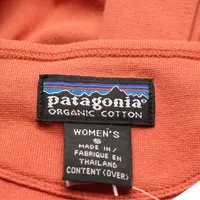 patagonia
ORGANIC COTTON
WOMEN'S
S
MADE IN/
FABRIQUE EN
THAILAND
CONTENT (OVER)